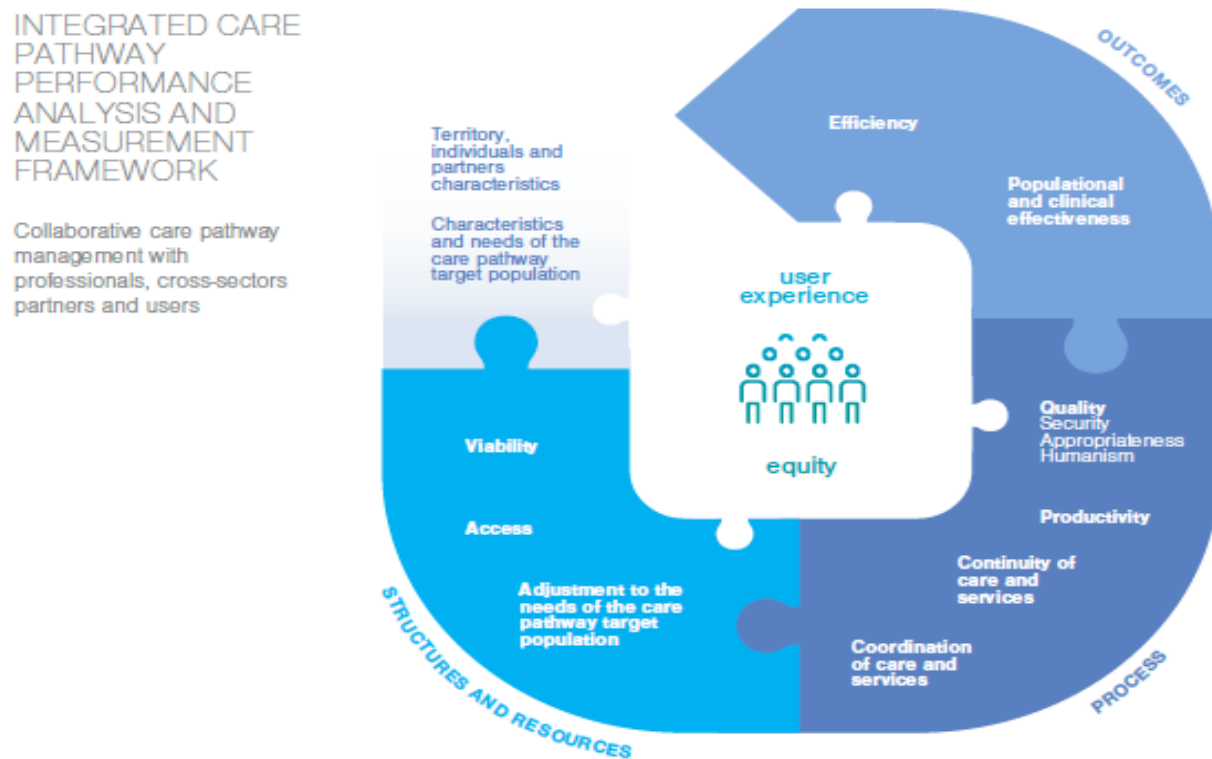 INTEGRATED CARE
PATHWAY
PERFORMANCE
ANALYSIS AND
MEASUREMENT
FRAMEWORK
Collaborative care pathway
management with
professionals, cross-sectors
partners and users
Territory,
individuals and
partners
characteristics
Characteristics
and needs of the
care pathway
target population
Viability
Access
Adjustment to the
needs of the care
pathway target
population
STRUCTURES AND RESOURCES
Coordination
of care and
services
Continuity of
care and
services
Productivity
Quality
Security
Appropriateness
Humanism
PROCESS
Populational
and clinical
effectiveness
Efficiency
OUTCOMES
user
experience
equity